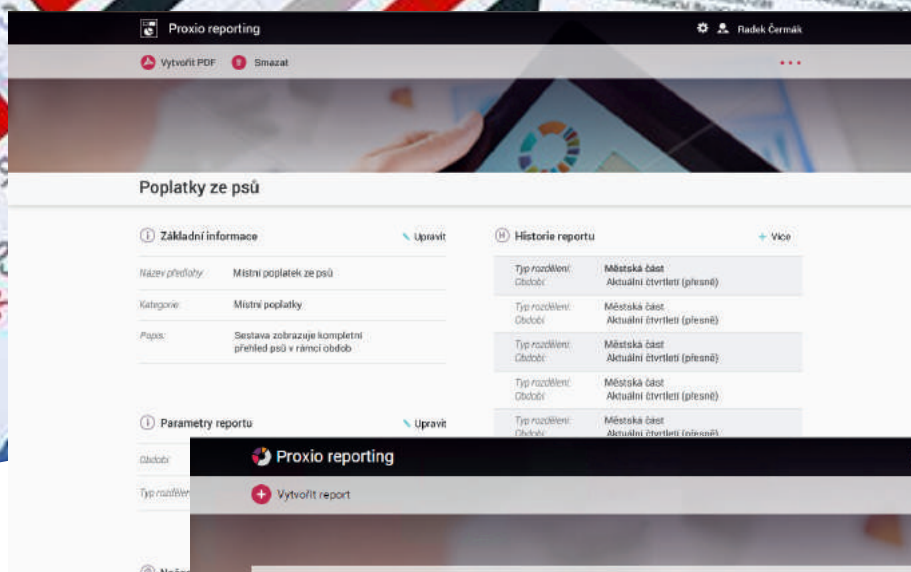 Proxio reporting
Radek Čermák
Vytvořit PDF
Smazat
Poplatky ze psů
Základní informace
Upravit
Název předlohy:
Místní poplatek ze psů
Kategorie:
Místní poplatky
Popis:
Sestava zobrazuje kompletní
přehled psů v rámci obdob
Parametry reportu
Upravit
Období:
Historie reportu
Více
Typ rozdělení:
Městská část
Období:
Aktuální čtvrtletí (přesně)
Typ rozdělení:
Městská část
Období:
Aktuální čtvrtletí (přesně)
Typ rozdělení:
Městská část
Období:
Aktuální čtvrtletí (přesně)
Typ rozdělení:
Městská část
Období:
Aktuální čtvrtletí (přesně)
Typ rozdělení:
Městská část
Období:
Aktuální čtvrtletí (přesně)
Proxio reporting
Vytvořit report